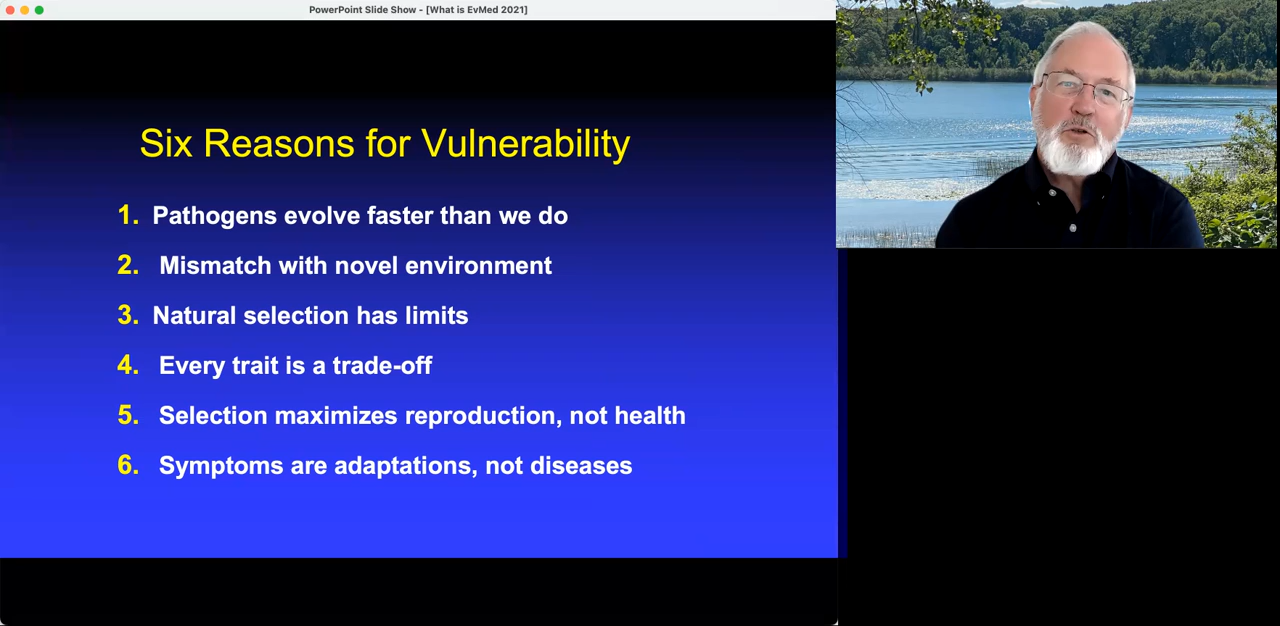 PowerPoint Slide Show - [What is EvMed 2021]
Six Reasons for Vulnerability
1. Pathogens evolve faster than we do
2. Mismatch with novel environment
3. Natural selection has limits
4. Every trait is a trade-off
5. Selection maximizes reproduction, not health
6. Symptoms are adaptations, not diseases